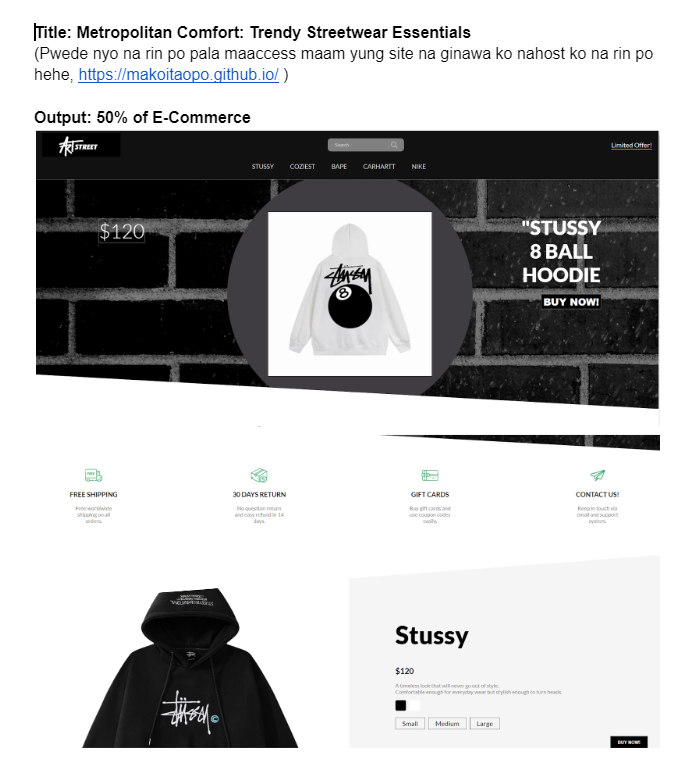 Title: Metropolitan Comfort: Trendy Streetwear Essentials
(Pwede nyo na rin po pala maaccess maam yung site na ginawa ko nahost ko na rin po
hehe, https://makoitaopo.github.io/ )
Output: 50% of E-Commerce
ART STREET
Search
Limited Offer!
STUSSY COZIEST BAPE CARHARTT NIKE
$120
"STUSSY
8 BALL
HOODIE
BUY NOW!
STÜSSY
8
FREE
FREE SHIPPING 30 DAYS RETURN GIFT CARDS CONTACT US!
Free worldwide
shipping on all
orders.
No question return
and easy refund in 14
days.
Buy gift cards and
use coupon codes
easily.
Keep in touch via
email and support
system.
Stüssy ©
Stussy
$120
A timeless look that will never go out of style.
Comfortable enough for everyday wear but stylish enough to turn heads.
Small Medium Large
BUY NOW!